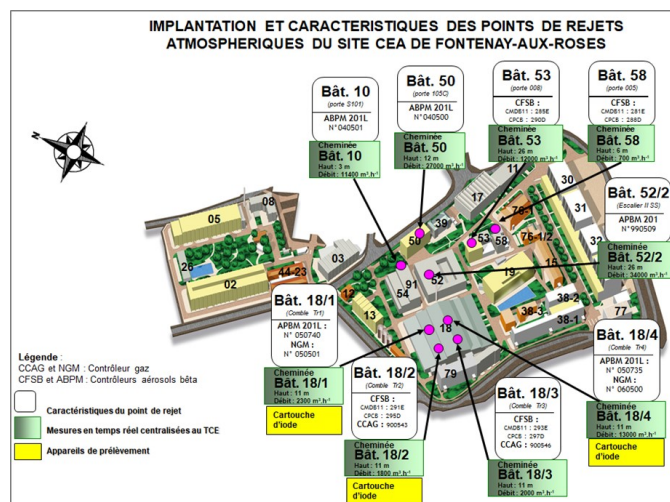 IMPLANTATION ET CARACTERISTIQUES DES POINTS DE REJETS
ATMOSPHERIQUES DU SITE CEA DE FONTENAY-AUX-ROSES
Bât. 10
(porte S101)
ABPM 201L
N°040501
Cheminée
Bât. 10
Haut : 3 m
Débit : 11400 m³.h⁻¹
Bât. 50
(porte 105C)
ABPM 201L
N°040500
Cheminée
Bât. 50
Haut : 12 m
Débit : 27000 m³.h⁻¹
Bât. 53
(porte 008)
CFSB :
CMDB11 : 285E
CPCB : 290D
Cheminée
Bât. 53
Haut : 26 m
Débit : 12000 m³.h⁻¹
Bât. 58
(porte 005)
CFSB :
CMDB11 : 281E
CPCB : 288D
Cheminée
Bât. 58
Haut : 6 m
Débit : 700 m³.h⁻¹
Bât. 52/2
(Escalier II SS)
APBM 201
N°990509
Cheminée
Bât. 52/2
Haut : 26 m
Débit : 34000 m³.h⁻¹
N
05
08
26
02
44-23
03
12
13
50
39
17
11
53
58
76-1
76-1/2
30
31
32
15
19
54
91
52
18
79
38-3
38-2
38-1
77
Bât. 18/1
(Comble Tr1)
APBM 201L :
N° 050740
NGM :
N° 050501
Cheminée
Bât. 18/1
Haut : 11 m
Débit : 2300 m³.h⁻¹
Cartouche
d'iode
Bât. 18/2
(Comble Tr2)
CFSB :
CMDB11 : 291E
CPCB : 295D
CCAG : 900543
Cheminée
Bât. 18/2
Haut : 11 m
Débit : 1800 m³.h⁻¹
Cartouche
d'iode
Bât. 18/3
(Comble Tr3)
CFSB :
CMDB11 : 293E
CPCB : 297D
CCAG : 900546
Cheminée
Bât. 18/3
Haut : 11 m
Débit : 2000 m³.h⁻¹
Bât. 18/4
(Comble Tr4)
APBM 201L :
N° 050735
NGM :
N° 060500
Cheminée
Bât. 18/4
Haut : 11 m
Débit : 13000 m³.h⁻¹
Cartouche
d'iode
Légende :
CCAG et NGM : Contrôleur gaz
CFSB et ABPM : Contrôleurs aérosols bêta
Caractéristiques du point de rejet
Mesures en temps réel centralisées au TCE
Appareils de prélèvement